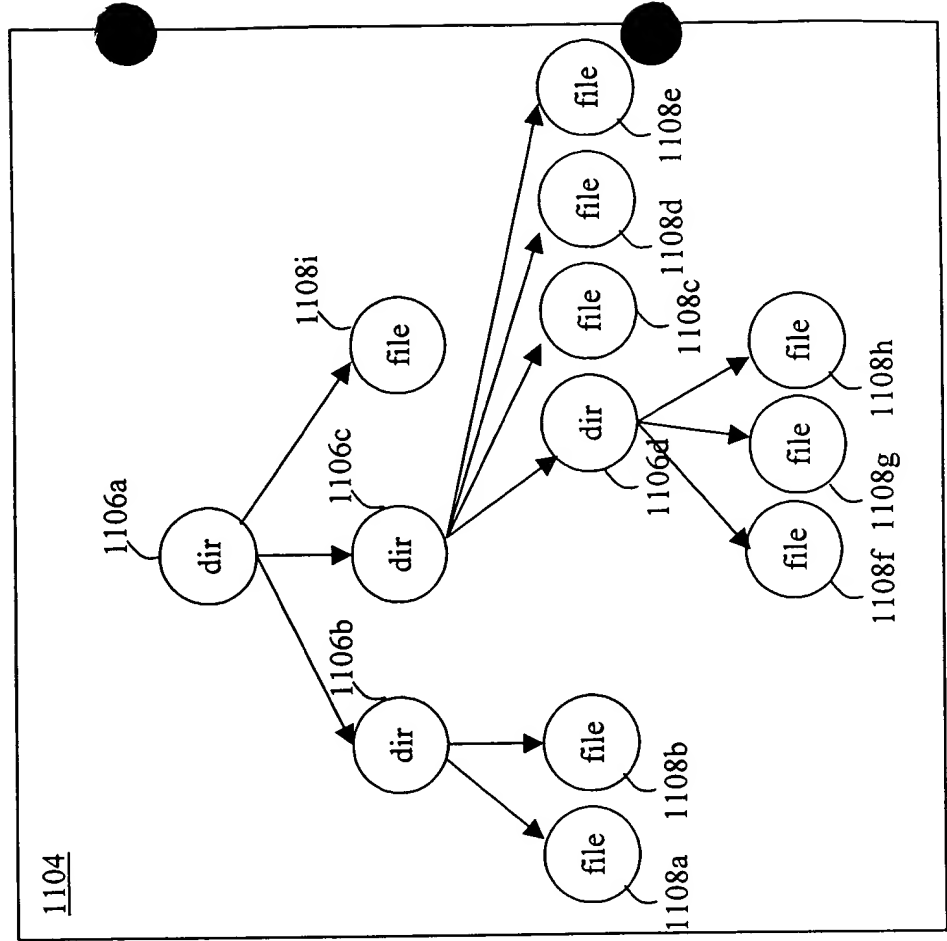 1104
1106a
dir
1108i
file
1106b
dir
1106c
dir
file
1108a
file
1108b
dir
1106d
file
1108c
file
1108d
file
1108e
file
1108f
file
1108g
file
1108h